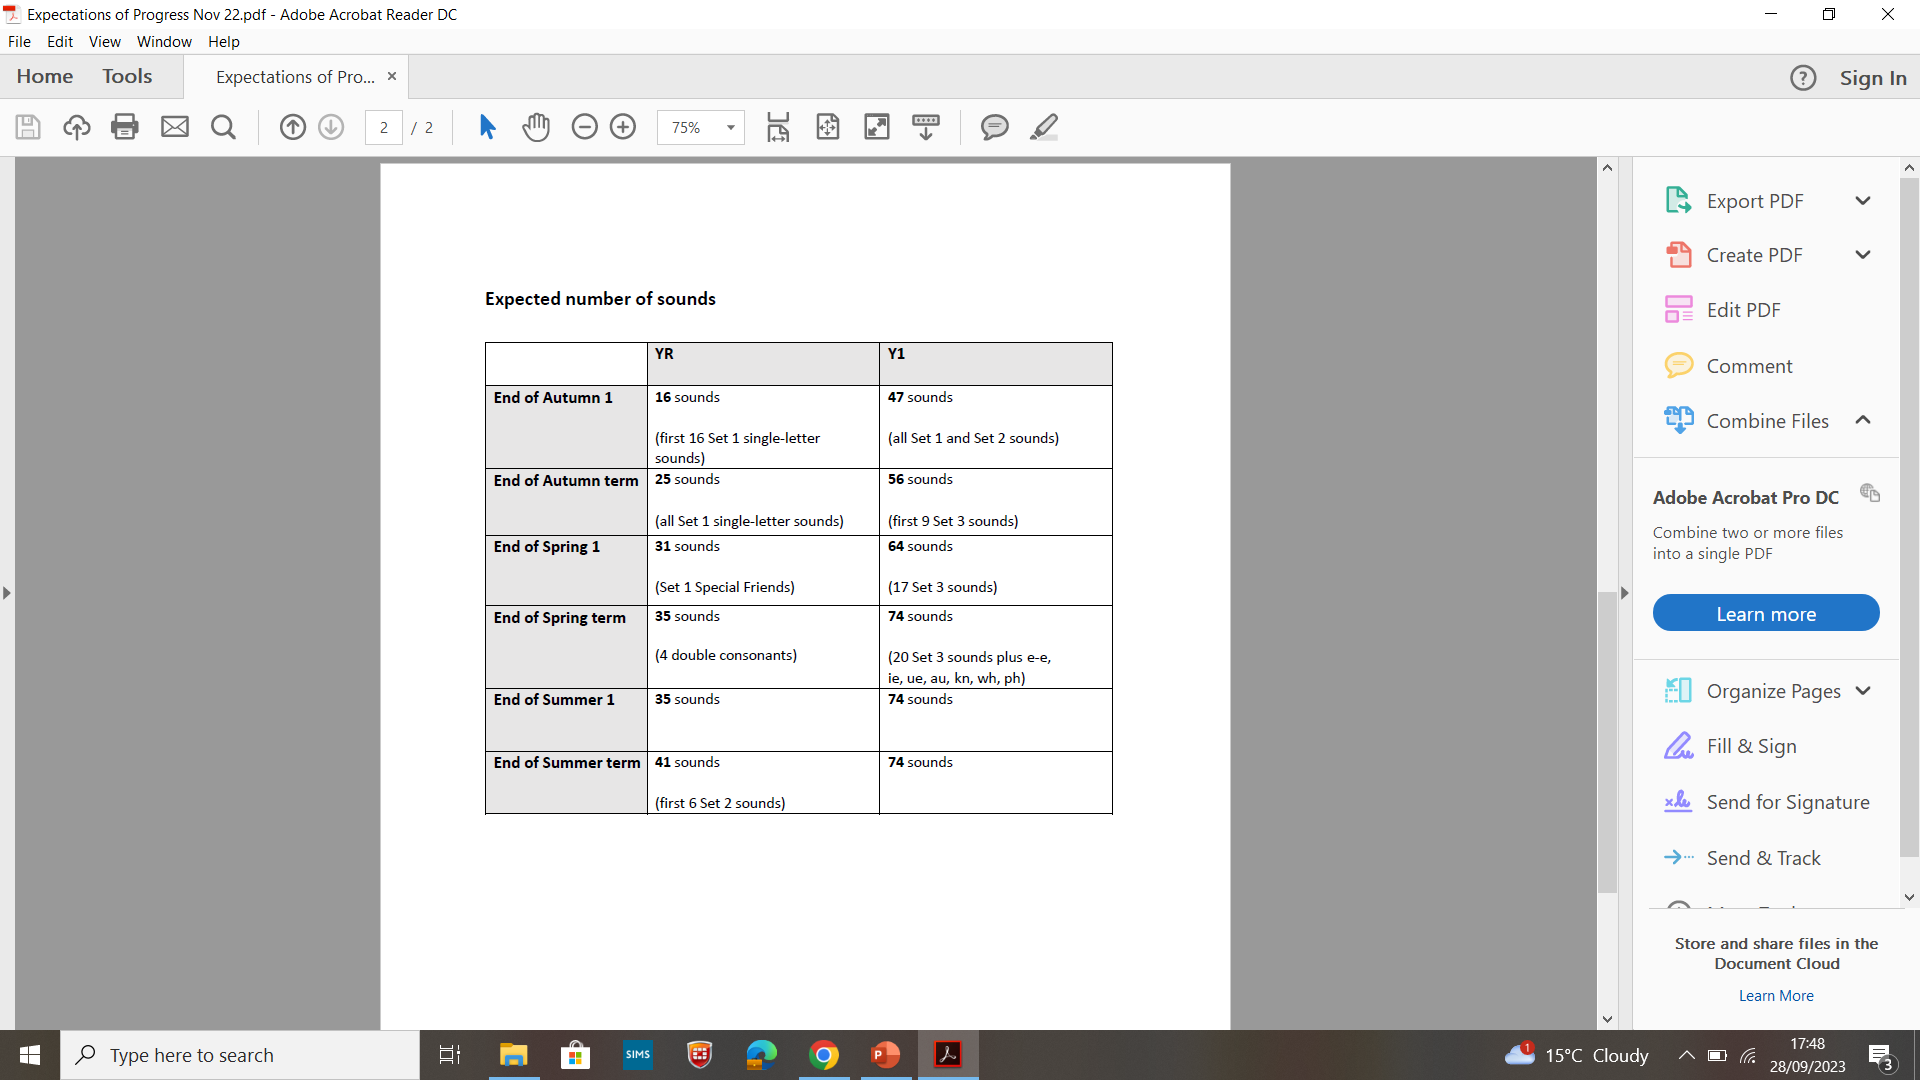 Expectations of Progress Nov 22.pdf - Adobe Acrobat Reader DC
File Edit View Window Help
Home Tools Expectations of Pro... × Sign In
2 / 2 75%
Expected number of sounds
YR Y1
End of Autumn 1 16 sounds 47 sounds
(first 16 Set 1 single-letter (all Set 1 and Set 2 sounds)
sounds)
End of Autumn term 25 sounds 56 sounds
(all Set 1 single-letter sounds) (first 9 Set 3 sounds)
End of Spring 1 31 sounds 64 sounds
(Set 1 Special Friends) (17 Set 3 sounds)
End of Spring term 35 sounds 74 sounds
(4 double consonants) (20 Set 3 sounds plus e-e,
ie, ue, au, kn, wh, ph)
End of Summer 1 35 sounds 74 sounds
End of Summer term 41 sounds 74 sounds
(first 6 Set 2 sounds)
Export PDF
Create PDF
Edit PDF
Comment
Combine Files
Adobe Acrobat Pro DC
Combine two or more files
into a single PDF
Learn more
Organize Pages
Fill & Sign
Send for Signature
Send & Track
Store and share files in the
Document Cloud
Learn More
Type here to search
SIMS
P
1
15°C Cloudy
17:48
28/09/2023
3